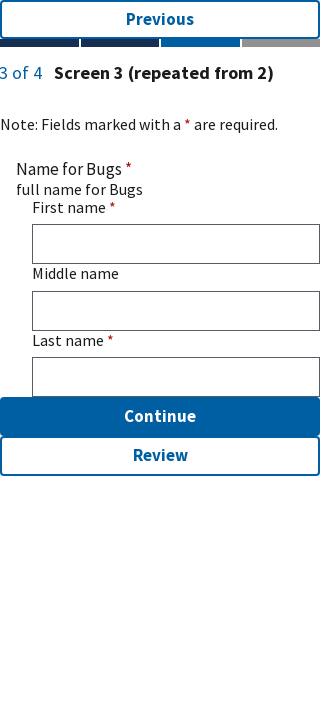 Previous
3 of 4 Screen 3 (repeated from 2)
Note: Fields marked with a * are required.
Name for Bugs *
full name for Bugs
First name *
Middle name
Last name *
Continue
Review